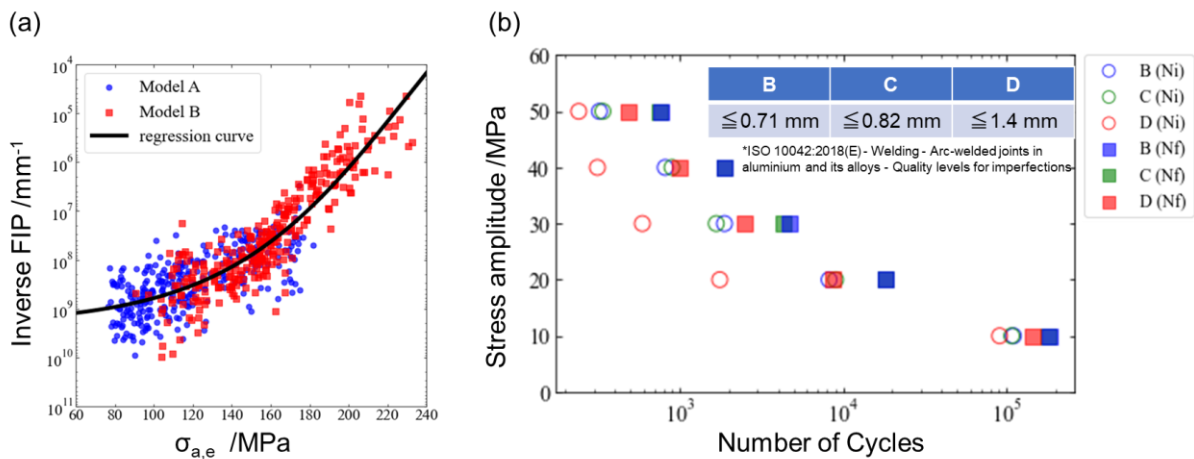 (a)
(b)
Inverse FIP /mm-1
10^4
10^5
10^6
10^7
10^8
10^9
10^10
10^11
Model A
Model B
regression curve
60 80 100 120 140 160 180 200 220 240
σa,e /MPa
Stress amplitude /MPa
60
50
40
30
20
10
0
B C D
≦0.71 mm ≦0.82 mm ≦1.4 mm
*ISO 10042:2018(E) - Welding - Arc-welded joints in
aluminium and its alloys - Quality levels for imperfections
10^3 10^4 10^5
Number of Cycles
B (Ni)
C (Ni)
D (Ni)
B (Nf)
C (Nf)
D (Nf)